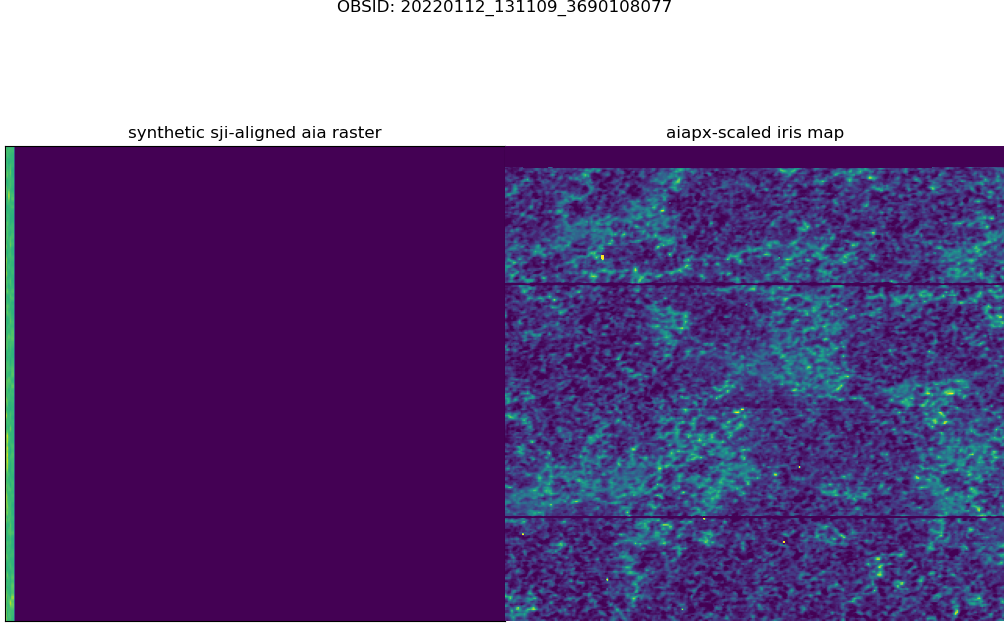 OBSID: 20220112_131109_3690108077
synthetic sji-aligned aia raster
aiapx-scaled iris map